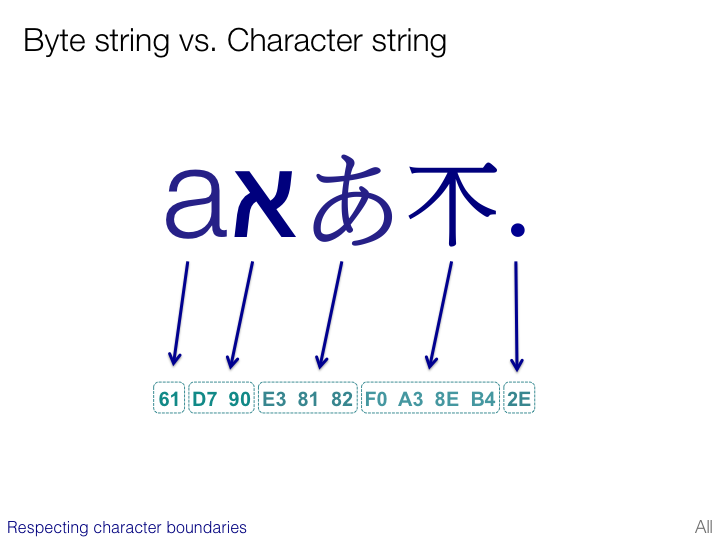 Byte string vs. Character string
aאあ𣎴.
61 D7 90 E3 81 82 F0 A3 8E B4 2E
Respecting character boundaries
All